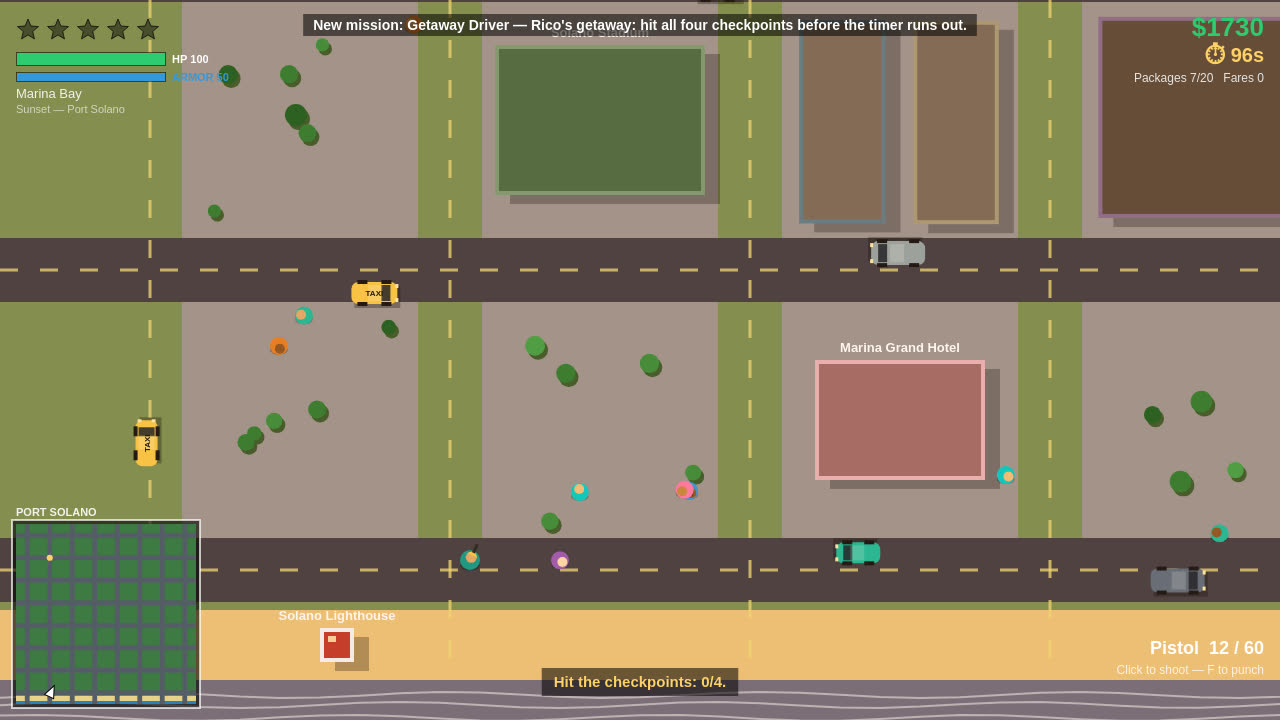 New mission: Getaway Driver — Rico's getaway: hit all four checkpoints before the timer runs out.
Solano Stadium
$1730
96s
HP 100
ARMOR 50
Packages 7/20 Fares 0
Marina Bay
Sunset — Port Solano
TAXI
Marina Grand Hotel
TAXI
PORT SOLANO
Solano Lighthouse
Pistol 12 / 60
Click to shoot — F to punch
Hit the checkpoints: 0/4.